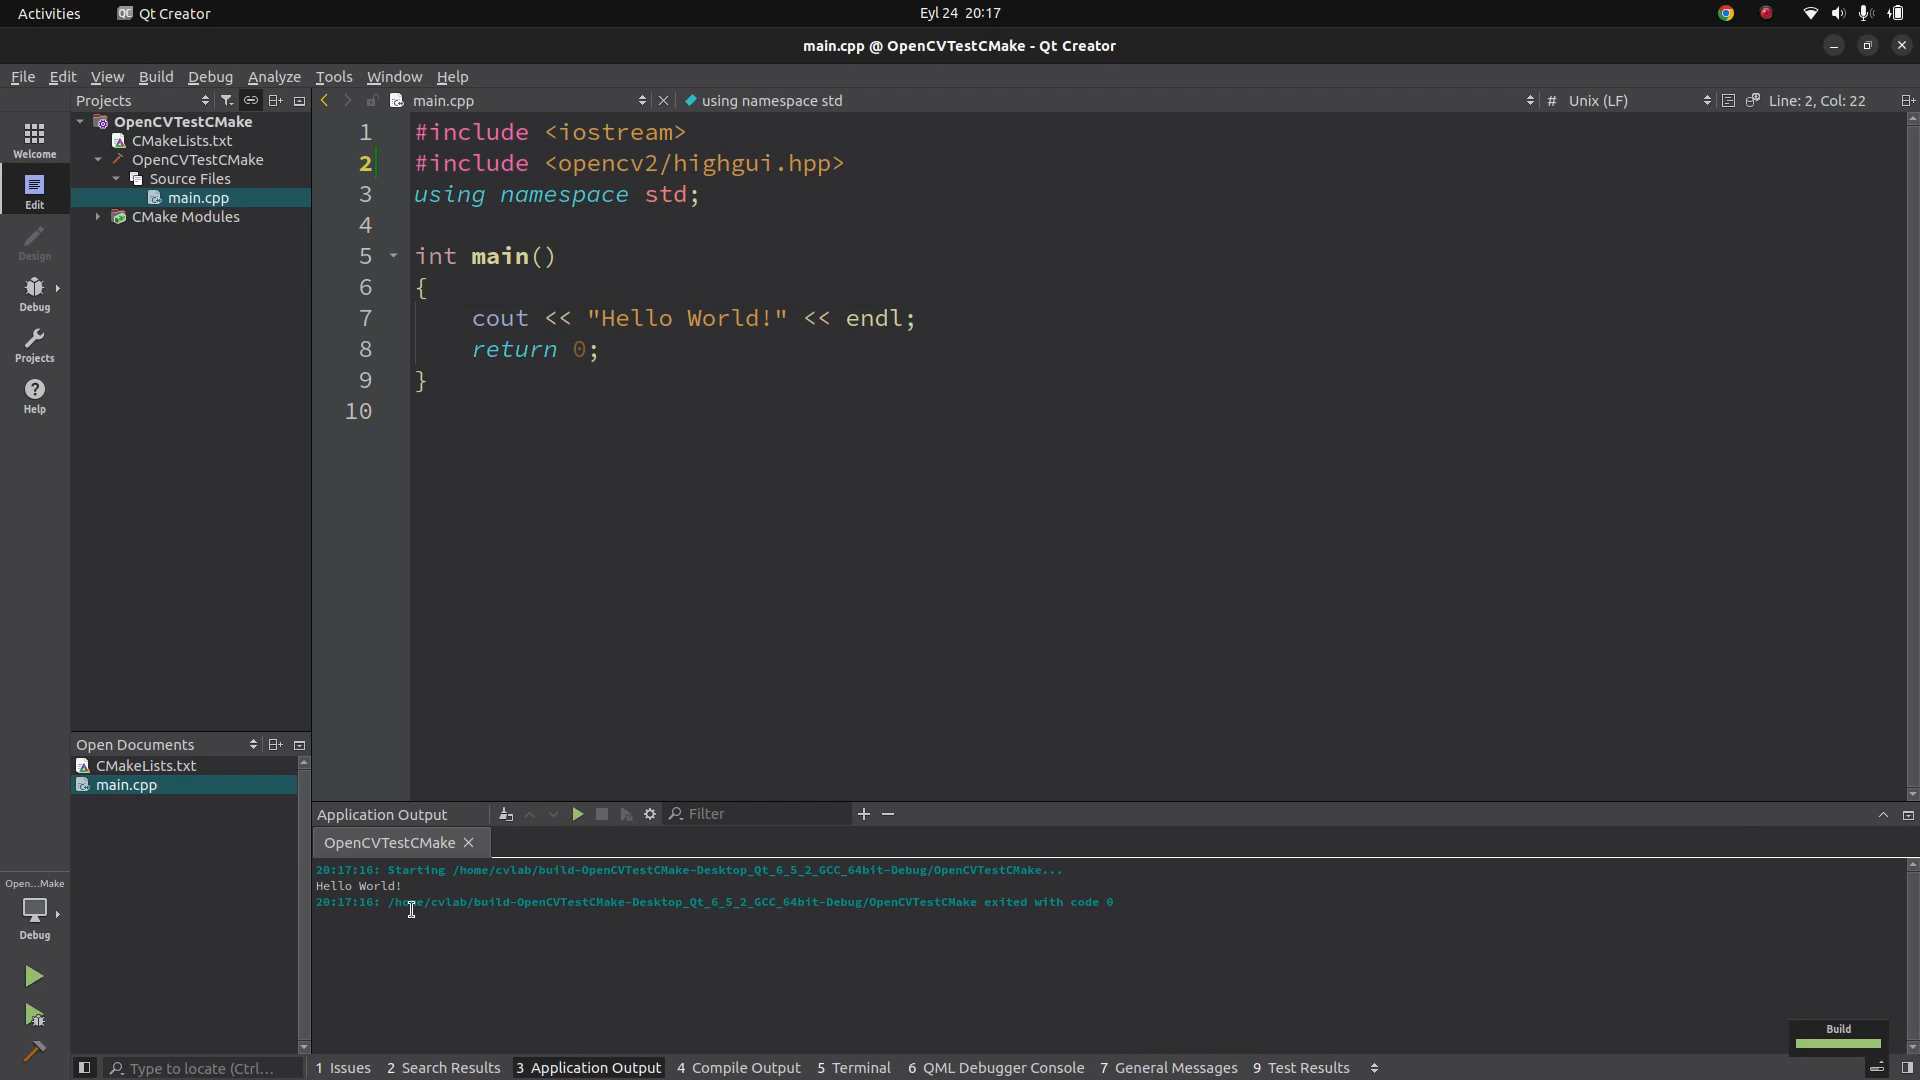 Activities Qt Creator Eyl 24 20:17
main.cpp @ OpenCVTestCMake - Qt Creator
File Edit View Build Debug Analyze Tools Window Help
Projects main.cpp using namespace std # Unix (LF) Line: 2, Col: 22
OpenCVTestCMake
CMakeLists.txt
OpenCVTestCMake
Source Files
main.cpp
CMake Modules
Welcome
Edit
Design
Debug
Projects
Help
1 #include <iostream>
2 #include <opencv2/highgui.hpp>
3 using namespace std;
4
5 int main()
6 {
7 cout << "Hello World!" << endl;
8 return 0;
9 }
10
Open Documents
CMakeLists.txt
main.cpp
Open...Make
Debug
Application Output Filter
OpenCVTestCMake
20:17:16: Starting /home/cvlab/build-OpenCVTestCMake-Desktop_Qt_6_5_2_GCC_64bit-Debug/OpenCVTestCMake...
Hello World!
20:17:16: /home/cvlab/build-OpenCVTestCMake-Desktop_Qt_6_5_2_GCC_64bit-Debug/OpenCVTestCMake exited with code 0
Build
Type to locate (Ctrl... 1 Issues 2 Search Results 3 Application Output 4 Compile Output 5 Terminal 6 QML Debugger Console 7 General Messages 9 Test Results